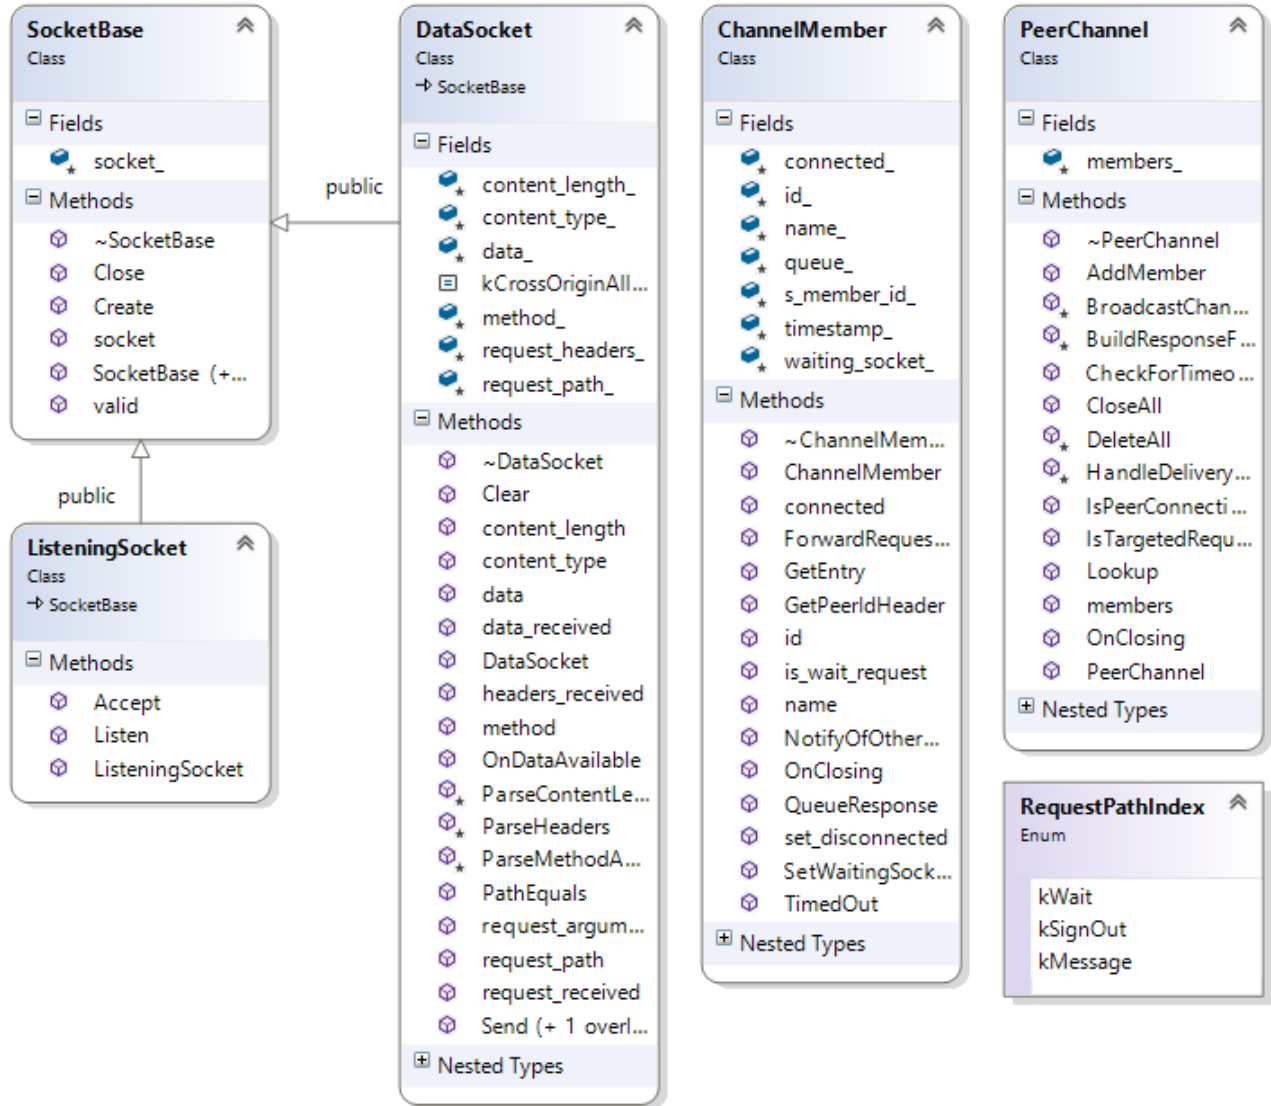 SocketBase
Class
Fields
socket_
Methods
~SocketBase
Close
Create
socket
SocketBase (+...
valid
public
public
ListeningSocket
Class
SocketBase
Methods
Accept
Listen
ListeningSocket
DataSocket
Class
SocketBase
Fields
content_length_
content_type_
data_
kCrossOriginAll...
method_
request_headers_
request_path_
Methods
~DataSocket
Clear
content_length
content_type
data
data_received
DataSocket
headers_received
method
OnDataAvailable
ParseContentLe...
ParseHeaders
ParseMethodA...
PathEquals
request_argum...
request_path
request_received
Send (+ 1 overl...
Nested Types
ChannelMember
Class
Fields
connected_
id_
name_
queue_
s_member_id_
timestamp_
waiting_socket_
Methods
~ChannelMem...
ChannelMember
connected
ForwardReques...
GetEntry
GetPeerIdHeader
id
is_wait_request
name
NotifyOfOther...
OnClosing
QueueResponse
set_disconnected
SetWaitingSock...
TimedOut
Nested Types
PeerChannel
Class
Fields
members_
Methods
~PeerChannel
AddMember
BroadcastChan...
BuildResponseF...
CheckForTimeo...
CloseAll
DeleteAll
HandleDelivery...
IsPeerConnecti...
IsTargetedRequ...
Lookup
members
OnClosing
PeerChannel
Nested Types
RequestPathIndex
Enum
kWait
kSignOut
kMessage